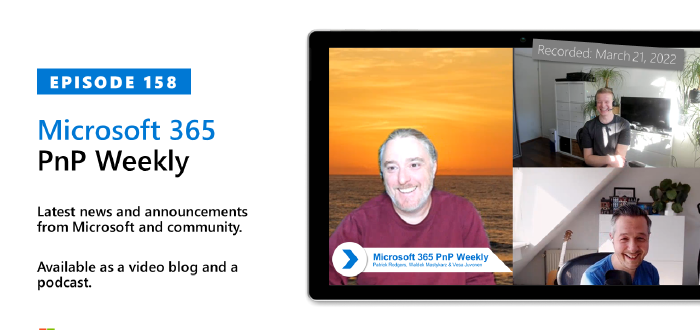 EPISODE 158
Microsoft 365
PnP Weekly
Latest news and announcements
from Microsoft and community.
Available as a video blog and a
podcast.
Recorded: March 21, 2022
Microsoft 365 PnP Weekly
Patrick Rodgers, Waldek Mastykarz & Vesa Juvonen